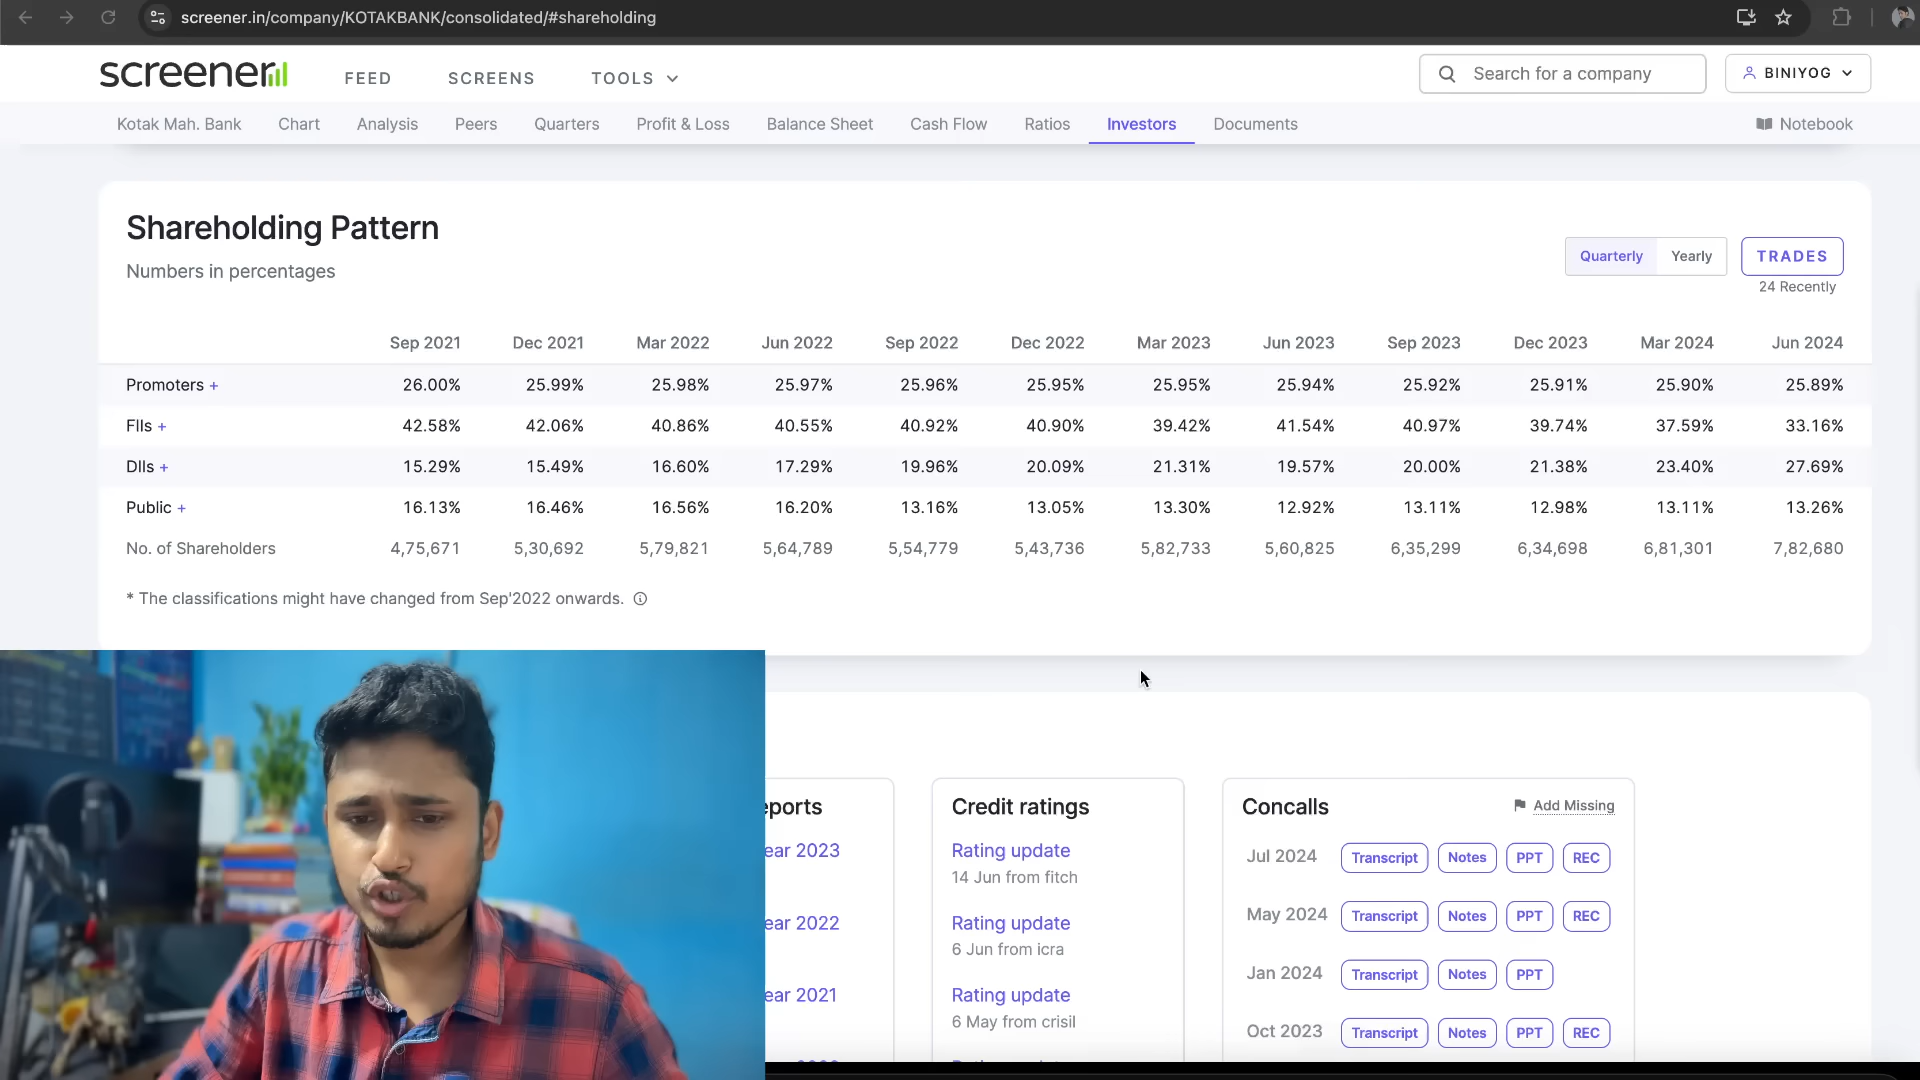 screener.in/company/KOTAKBANK/consolidated/#shareholding
screener FEED SCREENS TOOLS Search for a company BINIYOG
Kotak Mah. Bank Chart Analysis Peers Quarters Profit & Loss Balance Sheet Cash Flow Ratios Investors Documents Notebook
Shareholding Pattern
Numbers in percentages
Quarterly Yearly TRADES
24 Recently
Sep 2021 Dec 2021 Mar 2022 Jun 2022 Sep 2022 Dec 2022 Mar 2023 Jun 2023 Sep 2023 Dec 2023 Mar 2024 Jun 2024
Promoters + 26.00% 25.99% 25.98% 25.97% 25.96% 25.95% 25.95% 25.94% 25.92% 25.91% 25.90% 25.89%
FIIs + 42.58% 42.06% 40.86% 40.55% 40.92% 40.90% 39.42% 41.54% 40.97% 39.74% 37.59% 33.16%
DIIs + 15.29% 15.49% 16.60% 17.29% 19.96% 20.09% 21.31% 19.57% 20.00% 21.38% 23.40% 27.69%
Public + 16.13% 16.46% 16.56% 16.20% 13.16% 13.05% 13.30% 12.92% 13.11% 12.98% 13.11% 13.26%
No. of Shareholders 4,75,671 5,30,692 5,79,821 5,64,789 5,54,779 5,43,736 5,82,733 5,60,825 6,35,299 6,34,698 6,81,301 7,82,680
* The classifications might have changed from Sep'2022 onwards.
eports
ear 2023
ear 2022
ear 2021
Credit ratings
Rating update
14 Jun from fitch
Rating update
6 Jun from icra
Rating update
6 May from crisil
Concalls Add Missing
Jul 2024 Transcript Notes PPT REC
May 2024 Transcript Notes PPT REC
Jan 2024 Transcript Notes PPT
Oct 2023 Transcript Notes PPT REC